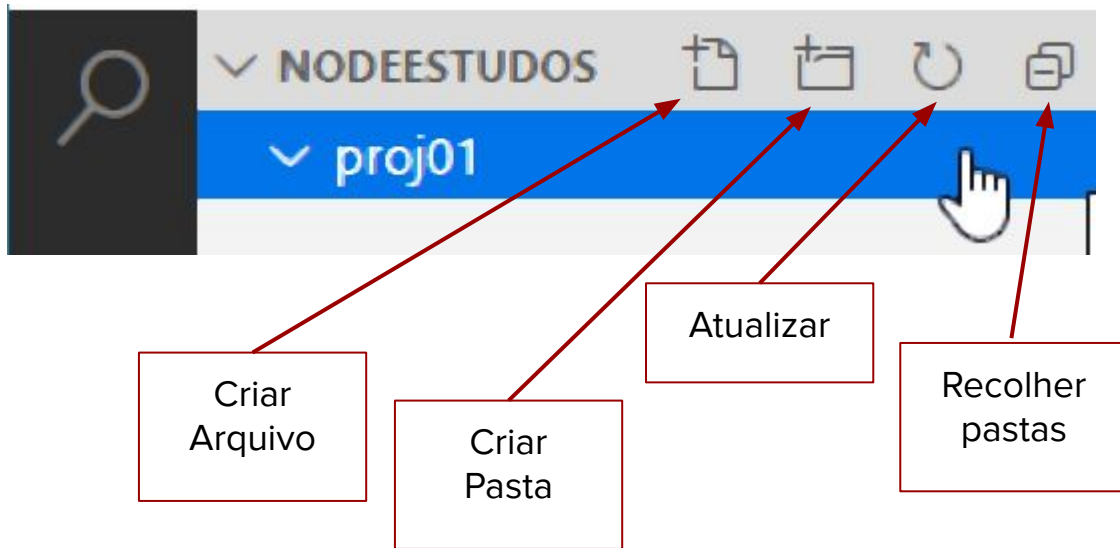 NODEESTUDOS
proj01
Atualizar
Criar
Arquivo
Criar
Pasta
Recolher
pastas